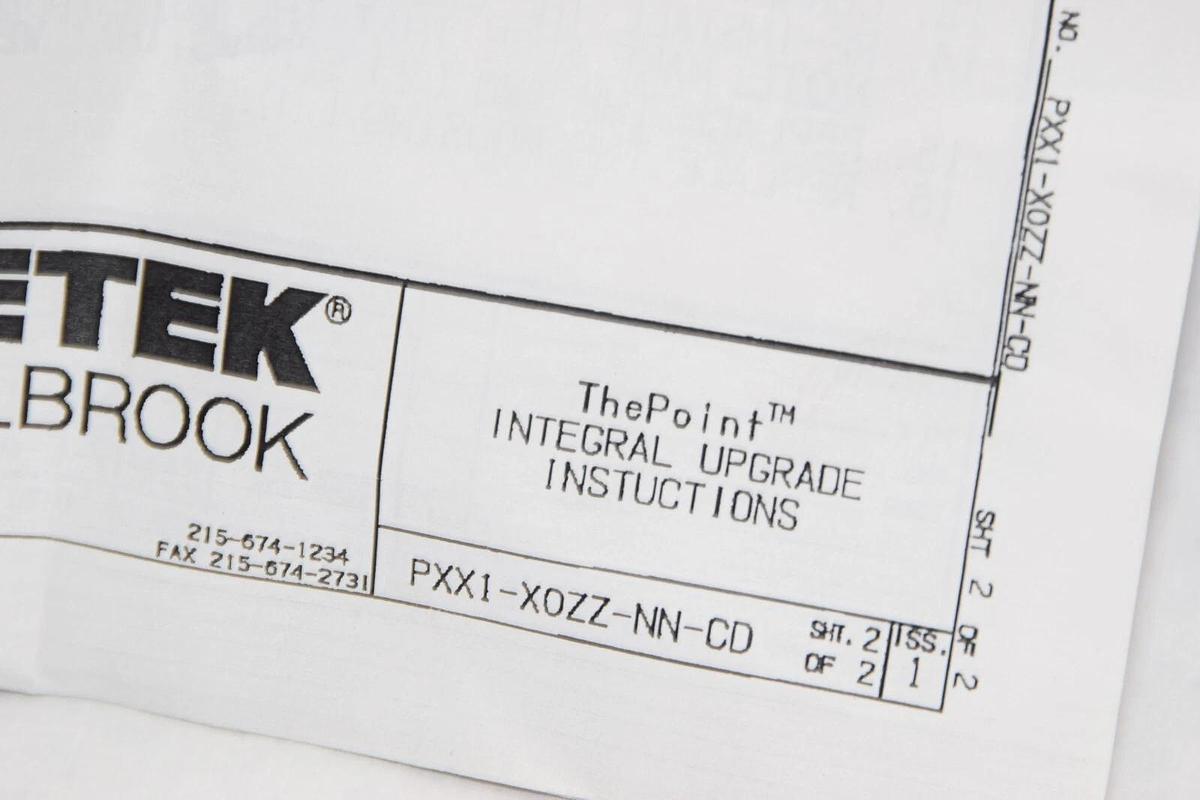 ETEK®
LBROOK
215-674-1234
FAX 215-674-2731
ThePoint™
INTEGRAL UPGRADE
INSTUCTIONS
PXX1-X0ZZ-NN-CD
SHT. 2
OF 2
ISS.
1
NO. PXX1-X0ZZ-NN-CD
SHT 2 OF 2